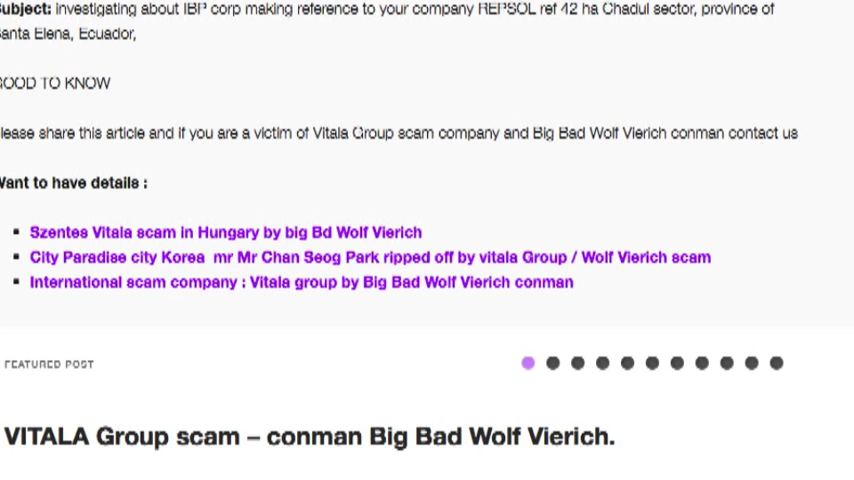 ubject: investigating about IBP corp making reference to your company REPSOL ref 42 ha Chadul sector, province of
anta Elena, Ecuador,
GOOD TO KNOW
lease share this article and if you are a victim of Vitala Group scam company and Big Bad Wolf Vierich conman contact us
Want to have details :
▪ Szentes Vitala scam in Hungary by big Bd Wolf Vierich
▪ City Paradise city Korea mr Mr Chan Seog Park ripped off by vitala Group / Wolf Vierich scam
▪ International scam company : Vitala group by Big Bad Wolf Vierich conman
FEATURED POST
VITALA Group scam – conman Big Bad Wolf Vierich.